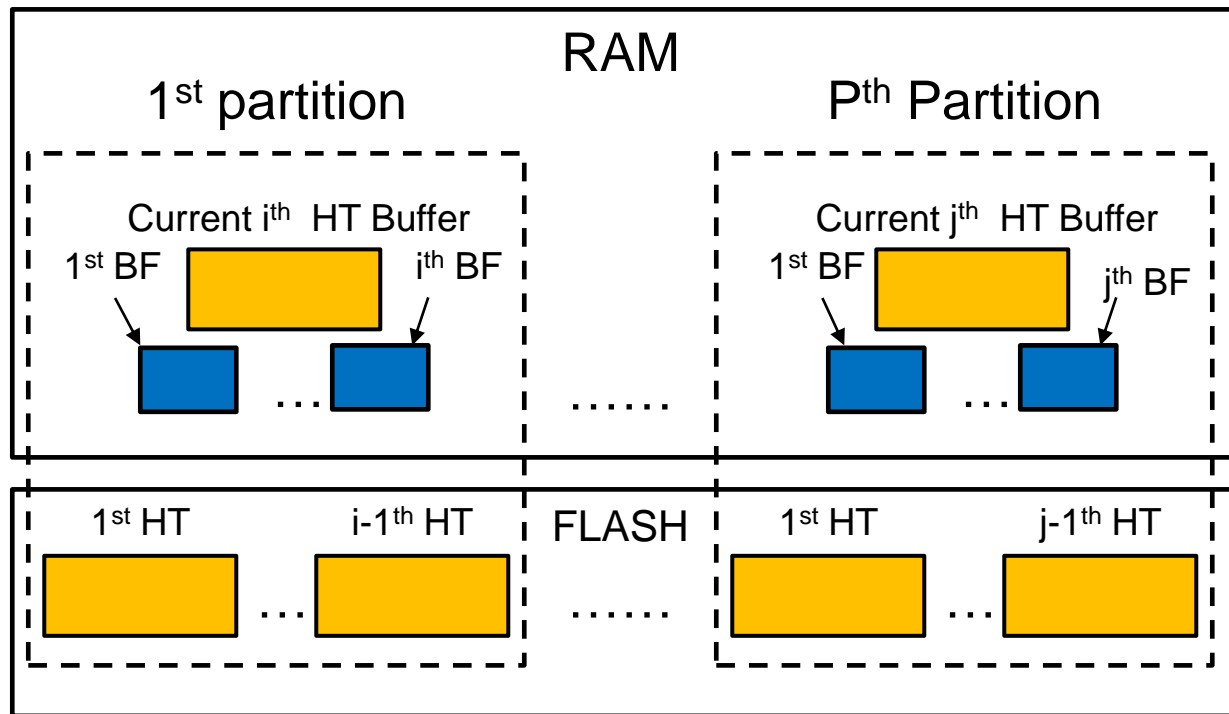 RAM
1st partition
Pth Partition
Current ith HT Buffer
1st BF
ith BF
...
......
Current jth HT Buffer
1st BF
jth BF
...
1st HT
i-1th HT
FLASH
1st HT
j-1th HT
...
......
...